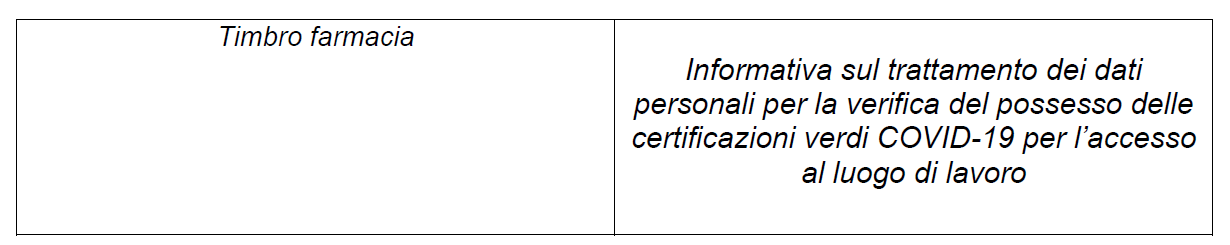 Timbro farmacia
Informativa sul trattamento dei dati
personali per la verifica del possesso delle
certificazioni verdi COVID-19 per l’accesso
al luogo di lavoro